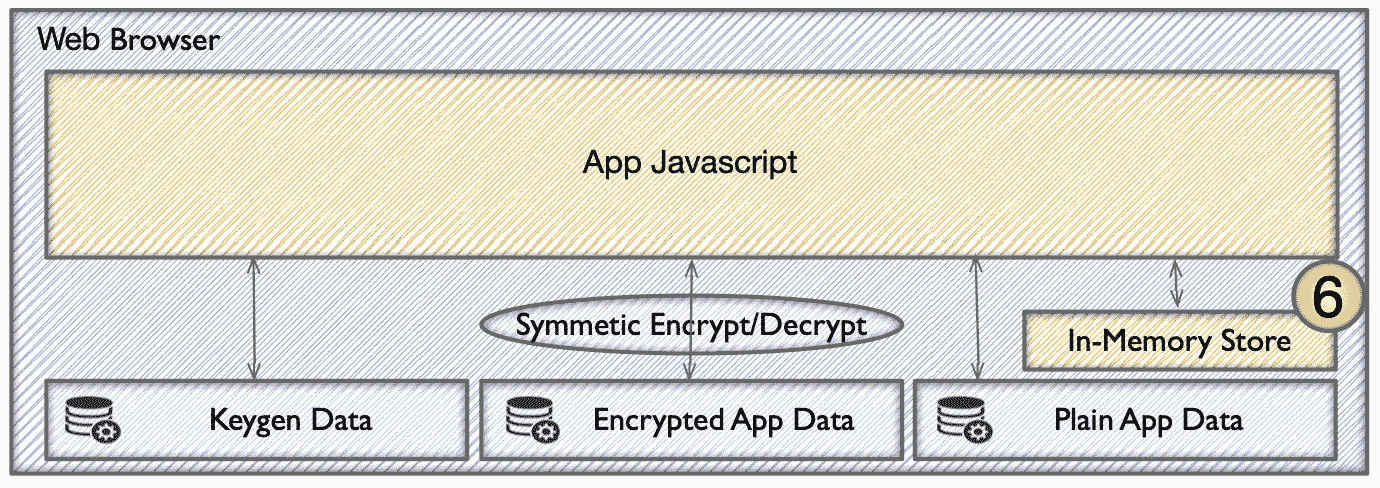 Web Browser
App Javascript
Symmetic Encrypt/Decrypt
6
In-Memory Store
Keygen Data
Encrypted App Data
Plain App Data